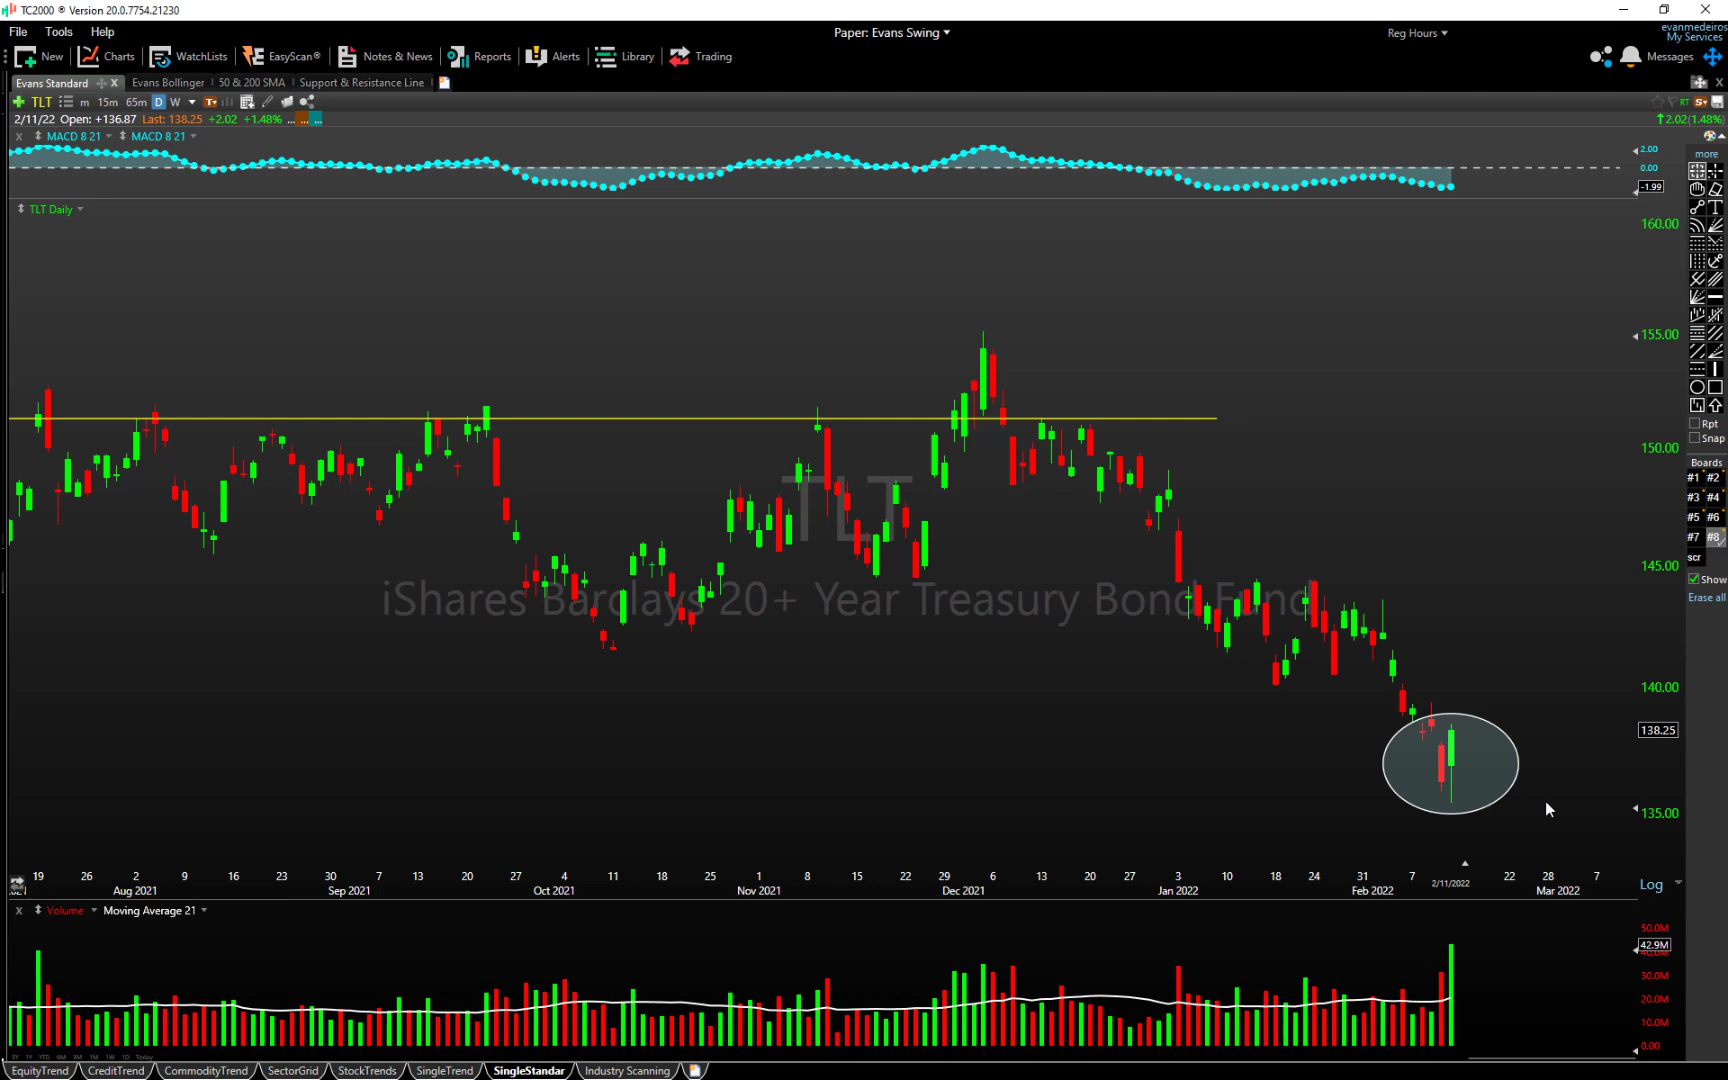 TC2000 ® Version 20.0.7754.21230
File Tools Help
Paper: Evans Swing
Reg Hours
evanmedeiros
My Services
New Charts WatchLists EasyScan® Notes & News Reports Alerts Library Trading
Messages
Evans Standard X Evans Bollinger 50 & 200 SMA Support & Resistance Line
TLT m 15m 65m D W
RT
2/11/22 Open: +136.87 Last: 138.25 +2.02 +1.48% ... ... ...
2.02(1.48%)
X MACD 8 21 MACD 8 21
more
2.00
0.00
-1.99
TLT Daily
160.00
155.00
150.00
145.00
140.00
138.25
135.00
TLT
iShares Barclays 20+ Year Treasury Bond Fund
Rpt
Snap
Boards
#1 #2
#3 #4
#5 #6
#7 #8
scr
Show
Erase all
19 26 2 9 16 23 30 7 13 20 27 4 11 18 25 1 8 15 22 29 6 13 20 27 3 10 18 24 31 7 2/11/2022 22 28 7
Aug 2021 Sep 2021 Oct 2021 Nov 2021 Dec 2021 Jan 2022 Feb 2022 Mar 2022
Log
X Volume Moving Average 21
50.0M
42.9M
40.0M
30.0M
20.0M
10.0M
0.00
EquityTrend CreditTrend CommodityTrend SectorGrid StockTrends SingleTrend SingleStandar Industry Scanning